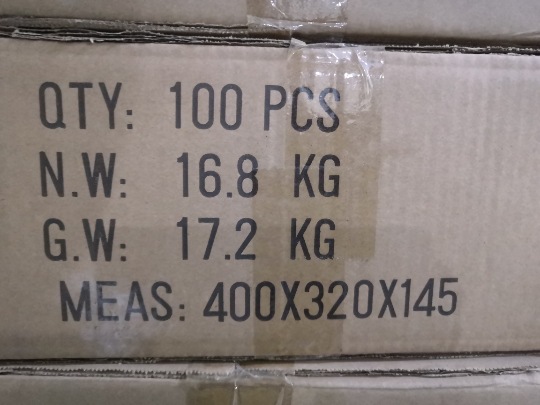 QTY: 100 PCS
N.W: 16.8 KG
G.W: 17.2 KG
MEAS: 400X320X145